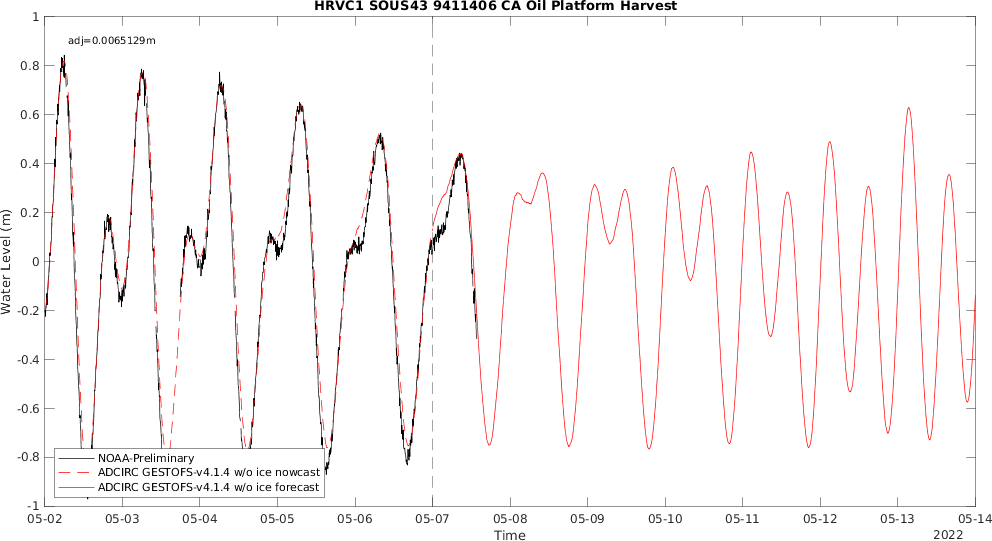 HRVC1 SOUS43 9411406 CA Oil Platform Harvest
adj=0.0065129m
Water Level (m)
1
0.8
0.6
0.4
0.2
0
-0.2
-0.4
-0.6
-0.8
-1
NOAA-Preliminary
ADCIRC GESTOFS-v4.1.4 w/o ice nowcast
ADCIRC GESTOFS-v4.1.4 w/o ice forecast
05-02 05-03 05-04 05-05 05-06 05-07 05-08 05-09 05-10 05-11 05-12 05-13 05-14
Time
2022